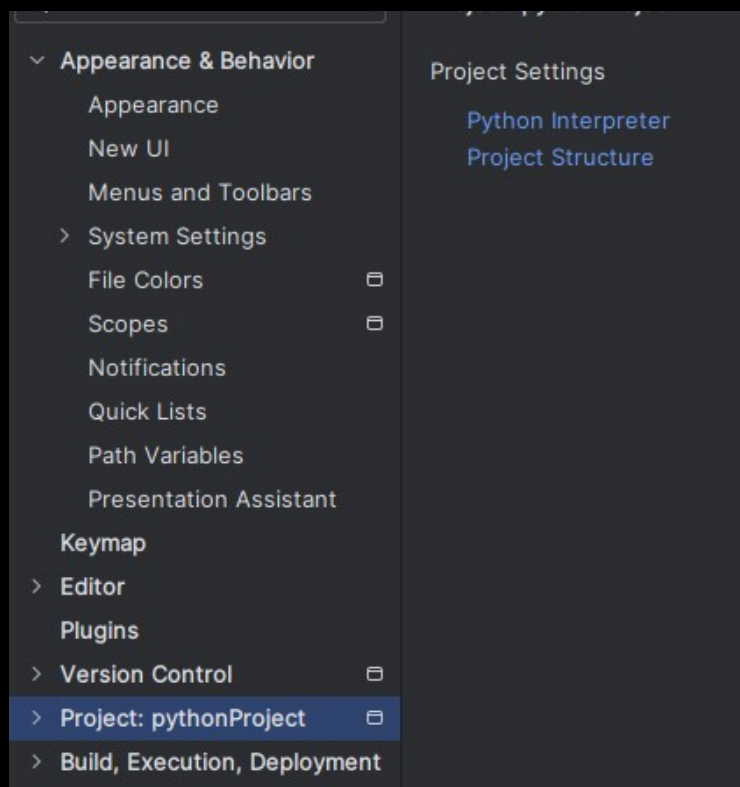 Appearance & Behavior
Appearance
New UI
Menus and Toolbars
System Settings
File Colors
Scopes
Notifications
Quick Lists
Path Variables
Presentation Assistant
Keymap
Editor
Plugins
Version Control
Project: pythonProject
Build, Execution, Deployment
Project Settings
Python Interpreter
Project Structure